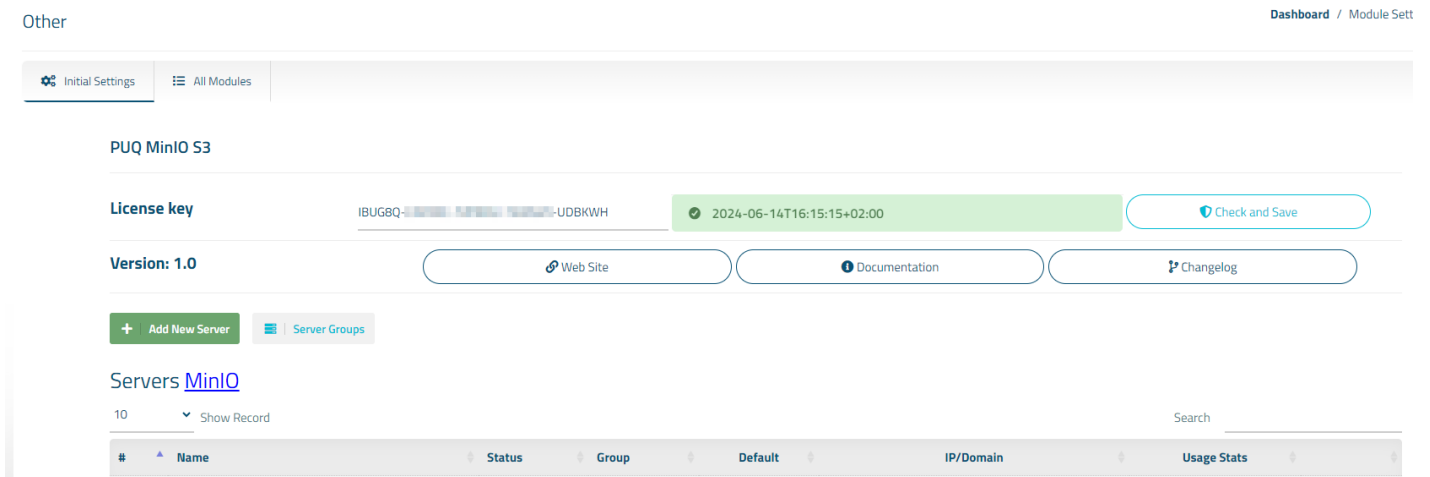 Other
Dashboard / Module Sett
Initial Settings
All Modules
PUQ MinIO S3
License key
IBUG8Q-
-UDBKWH
2024-06-14T16:15:15+02:00
Check and Save
Version: 1.0
Web Site
Documentation
Changelog
Add New Server
Server Groups
Servers MinIO
10
Show Record
Search
# Name Status Group Default IP/Domain Usage Stats